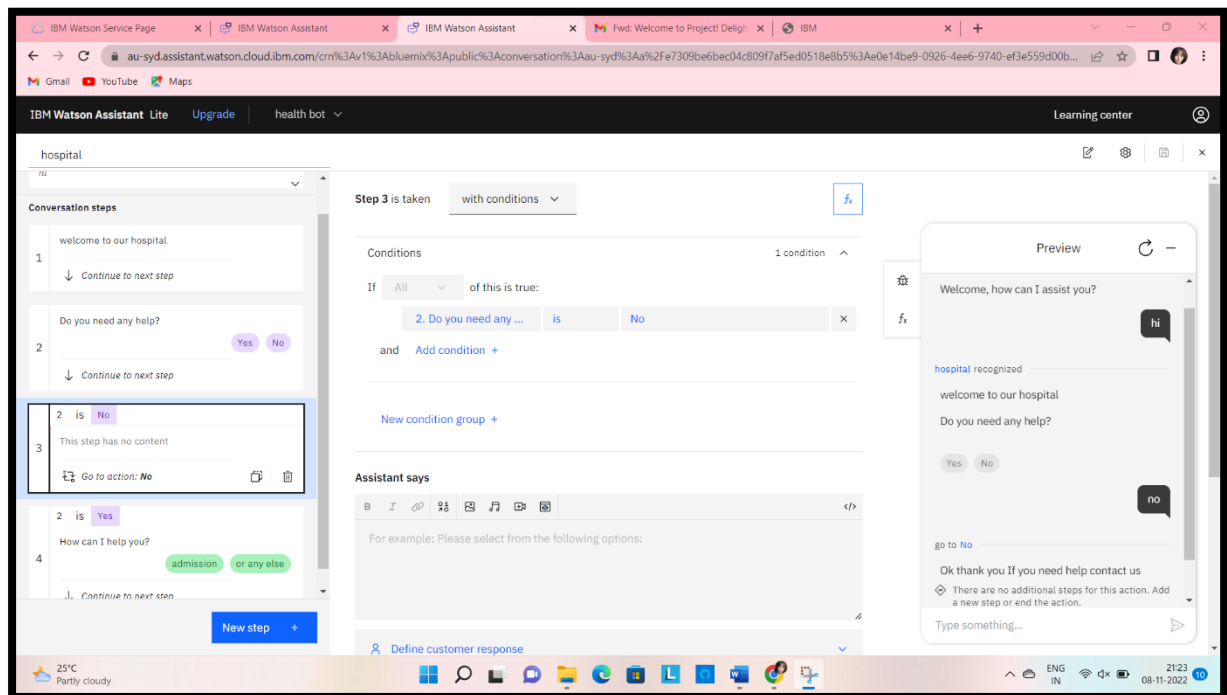 IBM Watson Service Page
IBM Watson Assistant
IBM Watson Assistant
Fwd: Welcome to Project! Delight
IBM
au-syd.assistant.watson.cloud.ibm.com/crn%3Av1%3Abluemix%3Apublic%3Aconversation%3Aau-syd%3Aa%2Fe7309be6bec04c809f7af5ed0518e8b5%3Ae0e14be9-0926-4ee6-9740-ef3e559d00b...
Gmail YouTube Maps
IBM Watson Assistant Lite Upgrade health bot Learning center
hospital
Conversation steps
1
welcome to our hospital
Continue to next step
2
Do you need any help?
Yes No
Continue to next step
3
2 is No
This step has no content
Go to action: No
4
2 is Yes
How can I help you?
admission or any else
Continue to next step
New step +
Step 3 is taken with conditions fx
Conditions 1 condition
If All of this is true:
2. Do you need any ... is No ×
and Add condition +
New condition group +
Assistant says
B I </>
For example: Please select from the following options:
Define customer response
fx
Preview
Welcome, how can I assist you?
hi
hospital recognized
welcome to our hospital
Do you need any help?
Yes No
no
go to No
Ok thank you If you need help contact us
There are no additional steps for this action. Add
a new step or end the action.
Type something...
25°C
Partly cloudy
ENG
IN
21:23
08-11-2022
10